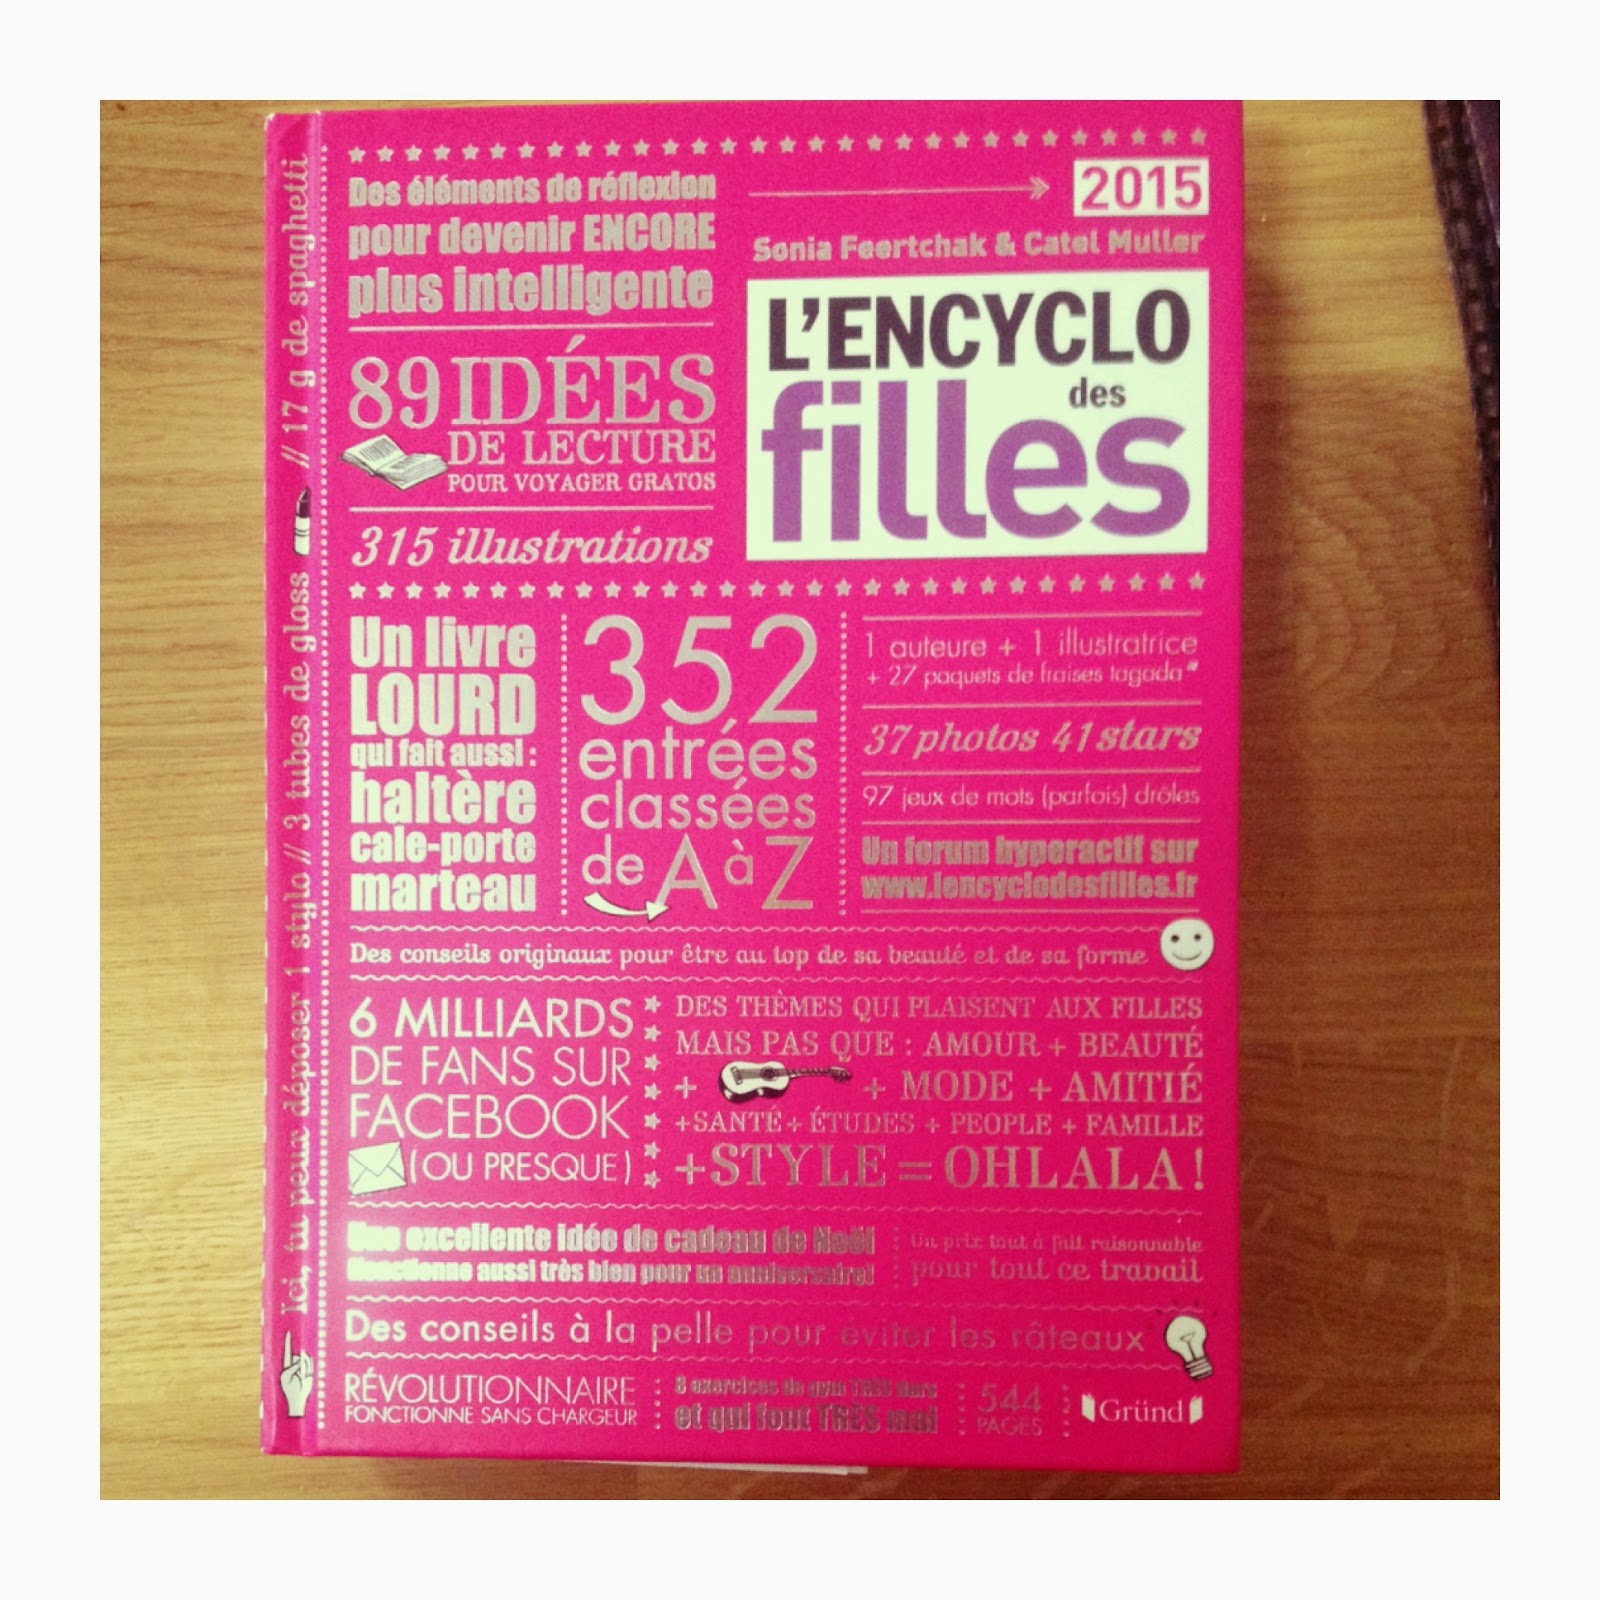 Ici, tu peux déposer 1 stylo // 3 tubes de gloss // 17 g de spaghetti
Des éléments de réflexion
pour devenir ENCORE
plus intelligente
89 IDÉES
DE LECTURE
POUR VOYAGER GRATOS
315 illustrations
2015
Sonia Feertchak & Catel Muller
L'ENCYCLO
des
filles
Un livre
LOURD
qui fait aussi :
haltère
cale-porte
marteau
352
entrées
classées
de A à Z
1 auteure + 1 illustratrice
+ 27 paquets de fraises tagada*
37 photos 41 stars
97 jeux de mots (parfois) drôles
Un forum hyperactif sur
www.lencyclodesfilles.fr
Des conseils originaux pour être au top de sa beauté et de sa forme
6 MILLIARDS
DE FANS SUR
FACEBOOK
(OU PRESQUE)
DES THÈMES QUI PLAISENT AUX FILLES
MAIS PAS QUE : AMOUR + BEAUTÉ
+ + MODE + AMITIÉ
+ SANTÉ + ÉTUDES + PEOPLE + FAMILLE
+ STYLE = OHLALA !
Une excellente idée de cadeau de Noël
fonctionne aussi très bien pour un anniversaire!
Un prix tout à fait raisonnable
pour tout ce travail
Des conseils à la pelle pour éviter les râteaux
RÉVOLUTIONNAIRE
FONCTIONNE SANS CHARGEUR
8 exercices de gym TRÈS durs
et qui font TRÈS mal
544
PAGES
Gründ